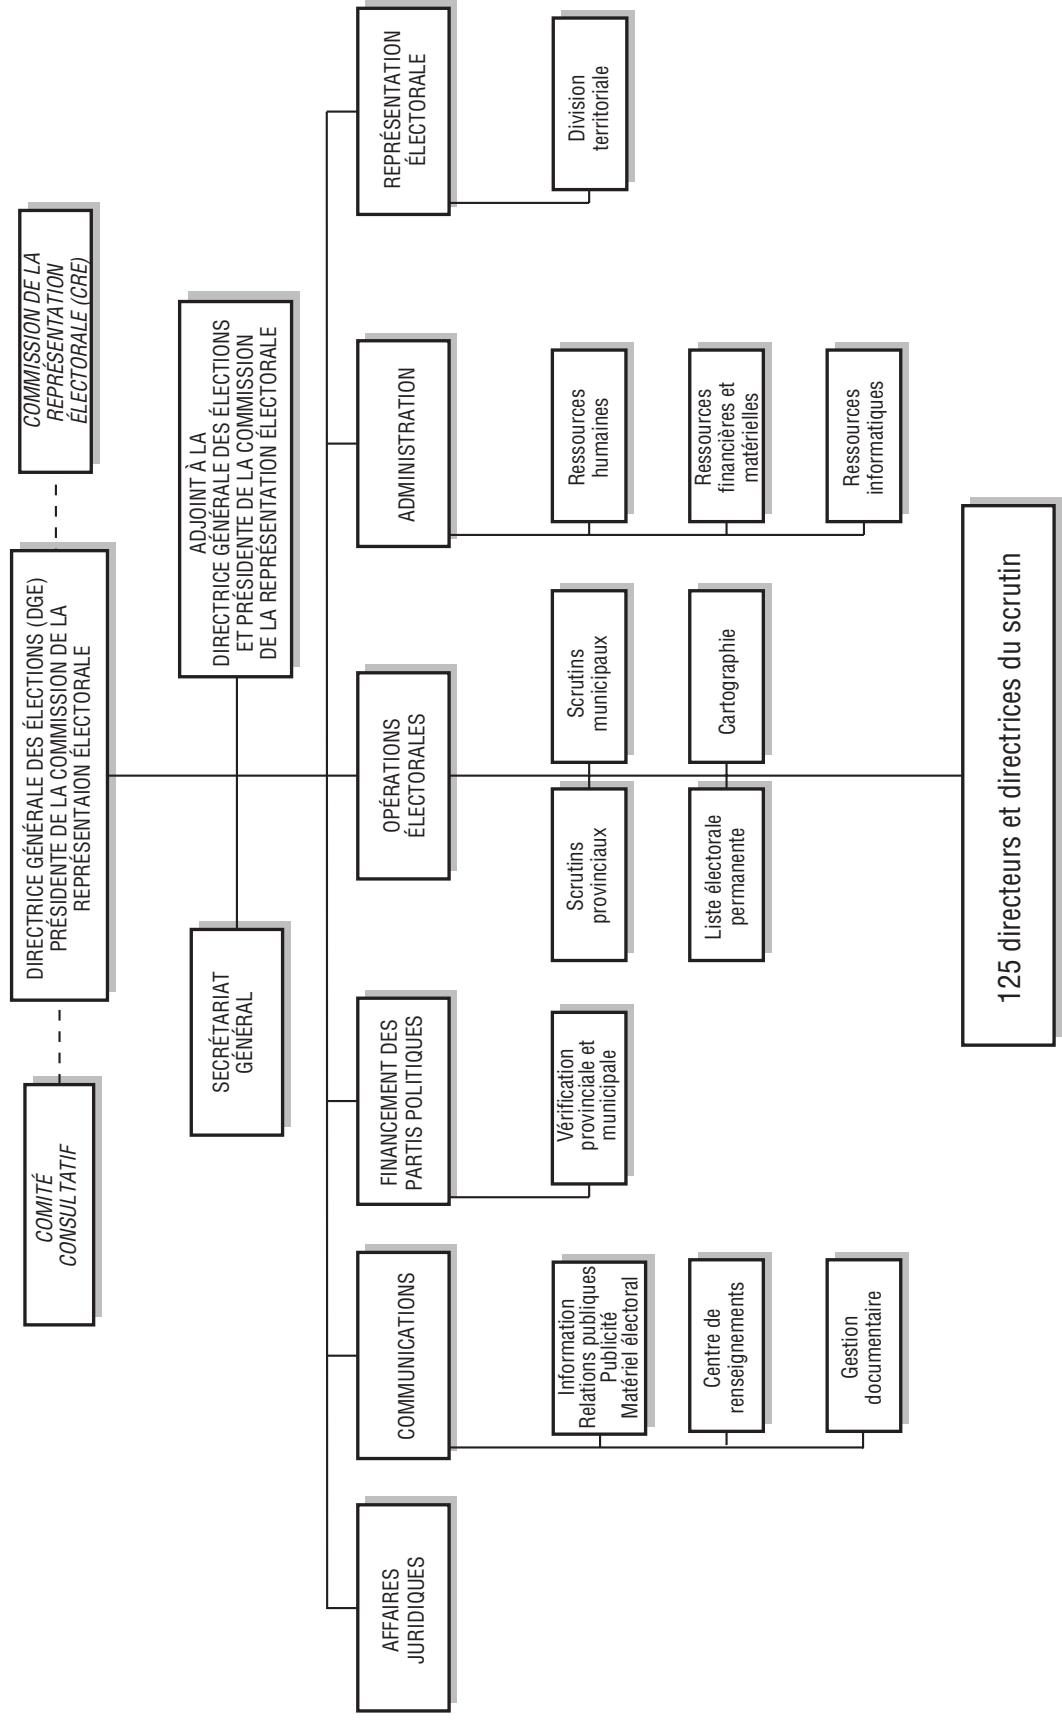 COMITÉ
CONSULTATIF
DIRECTRICE GÉNÉRALE DES ÉLECTIONS (DGE)
PRÉSIDENTE DE LA COMMISSION DE LA
REPRÉSENTAION ÉLECTORALE
COMMISSION DE LA
REPRÉSENTATION
ÉLECTORALE (CRE)
SECRÉTARIAT
GÉNÉRAL
ADJOINT À LA
DIRECTRICE GÉNÉRALE DES ÉLECTIONS
ET PRÉSIDENTE DE LA COMMISSION
DE LA REPRÉSENTATION ÉLECTORALE
AFFAIRES
JURIDIQUES
COMMUNICATIONS
FINANCEMENT DES
PARTIS POLITIQUES
OPÉRATIONS
ÉLECTORALES
ADMINISTRATION
REPRÉSENTATION
ÉLECTORALE
Information
Relations publiques
Publicité
Matériel électoral
Centre de
renseignements
Gestion
documentaire
Vérification
provinciale et
municipale
Scrutins
provinciaux
Scrutins
municipaux
Liste électorale
permanente
Cartographie
Ressources
humaines
Ressources
financières et
matérielles
Ressources
informatiques
Division
territoriale
125 directeurs et directrices du scrutin